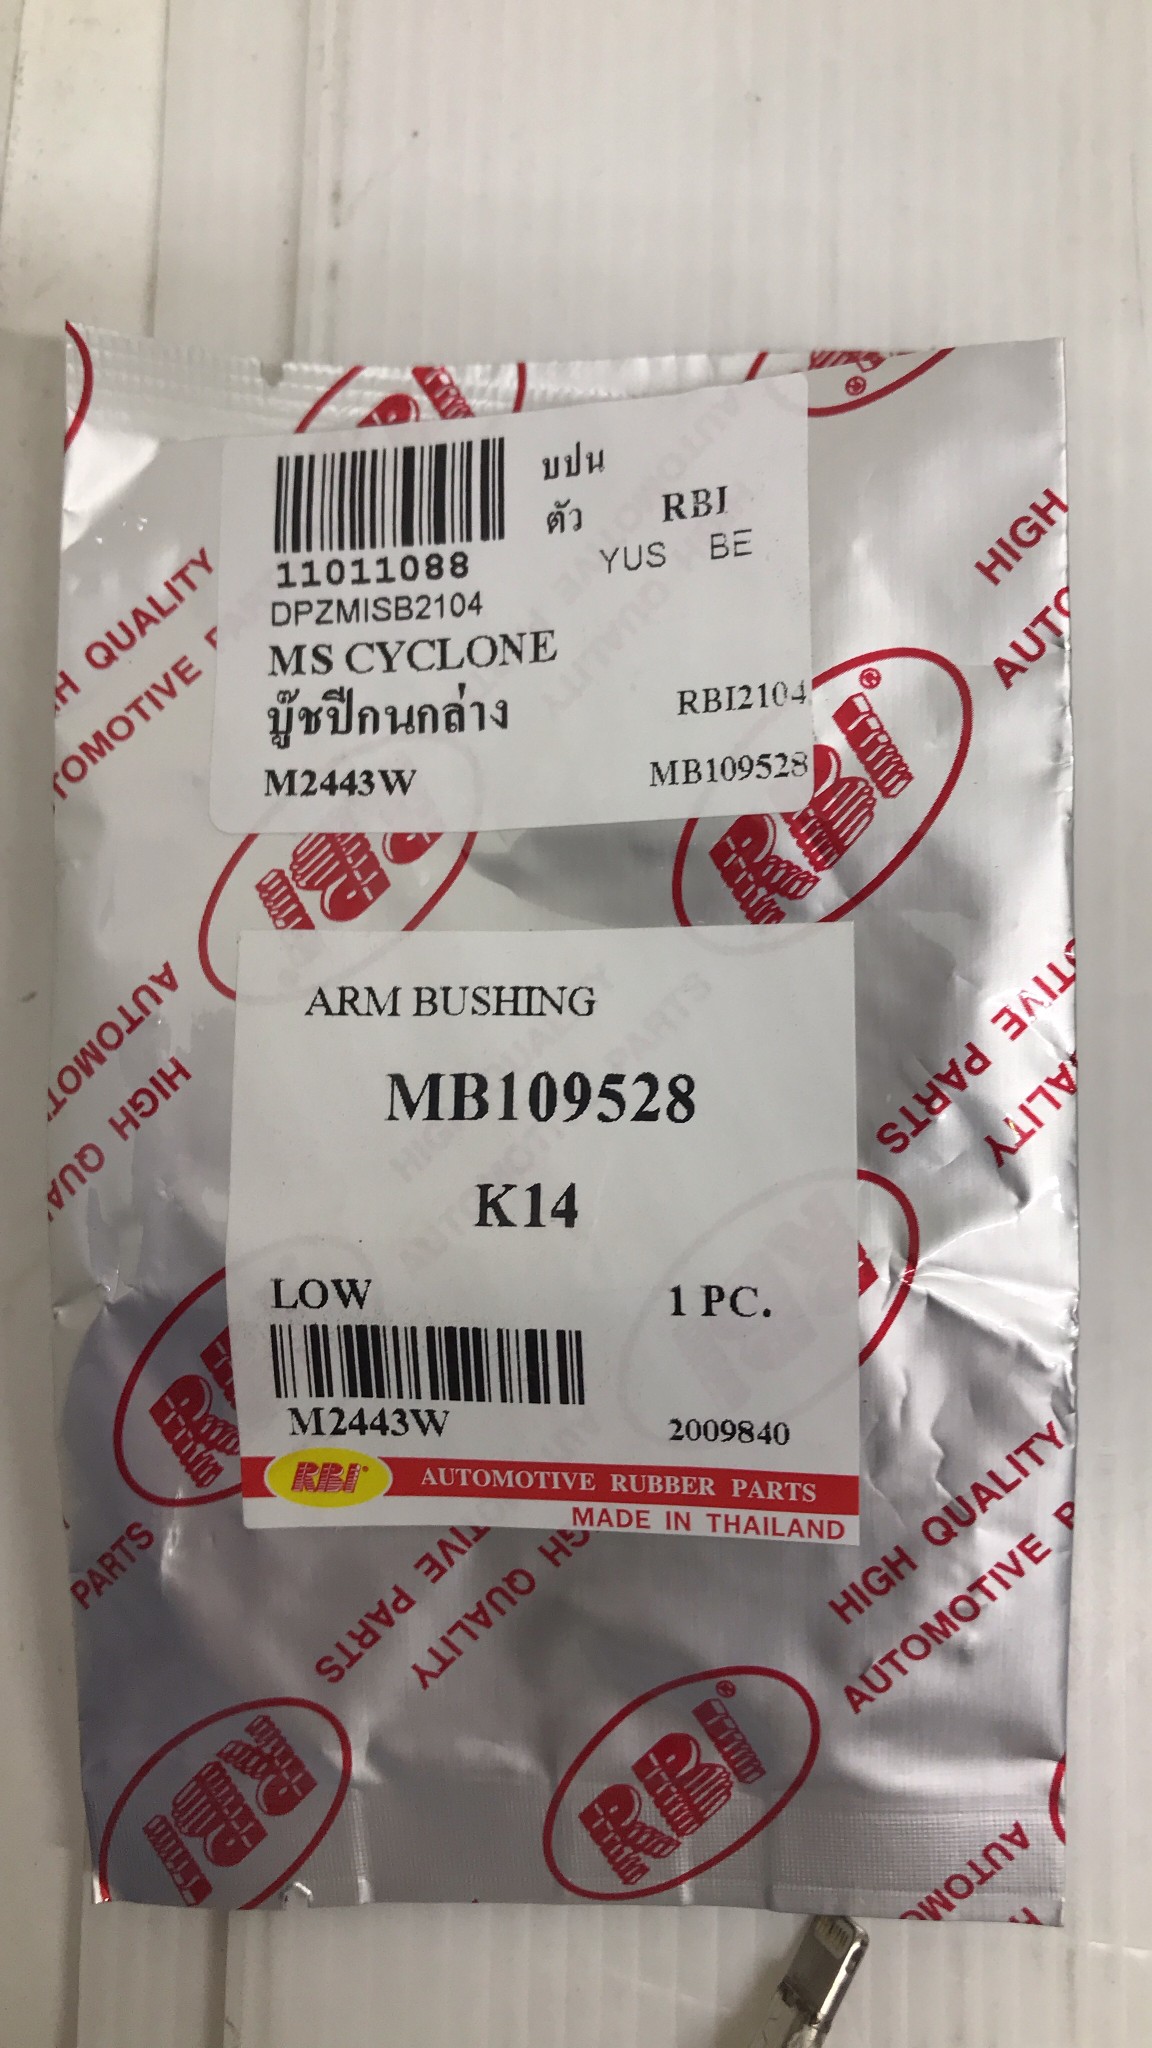 บปน
ตัว RBI
YUS BE
11011088
DPZMISB2104
MS CYCLONE
บู๊ชปีกนกล่าง RBI2104
M2443W MB109528
ARM BUSHING
MB109528
K14
LOW 1 PC.
M2443W 2009840
RBI AUTOMOTIVE RUBBER PARTS
MADE IN THAILAND
HIGH QUALITY
AUTOMOTIVE PARTS
RBI